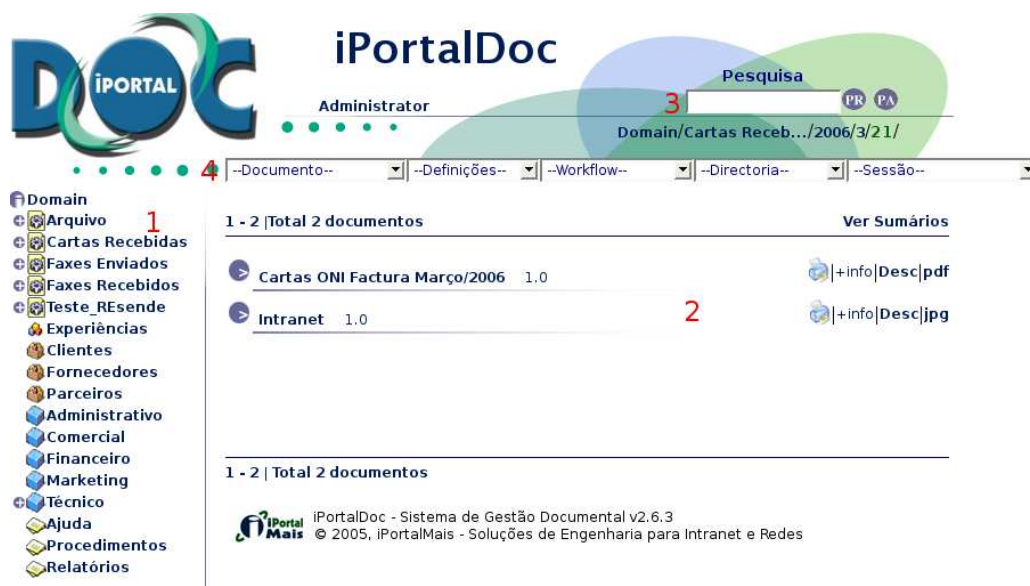 iPortalDoc
DOC
iPORTAL
Pesquisa
Administrator
3
PR PA
Domain/Cartas Receb.../2006/3/21/
4
--Documento-- --Definições-- --Workflow-- --Directoria-- --Sessão--
Domain
Arquivo
1
Cartas Recebidas
Faxes Enviados
Faxes Recebidos
Teste_REsende
Experiências
Clientes
Fornecedores
Parceiros
Administrativo
Comercial
Financeiro
Marketing
Técnico
Ajuda
Procedimentos
Relatórios
1 - 2 |Total 2 documentos Ver Sumários
Cartas ONI Factura Março/2006 1.0 |+info|Desc|pdf
Intranet 1.0 |+info|Desc|jpg
2
1 - 2 | Total 2 documentos
iPortal
Mais
iPortalDoc - Sistema de Gestão Documental v2.6.3
© 2005, iPortalMais - Soluções de Engenharia para Intranet e Redes